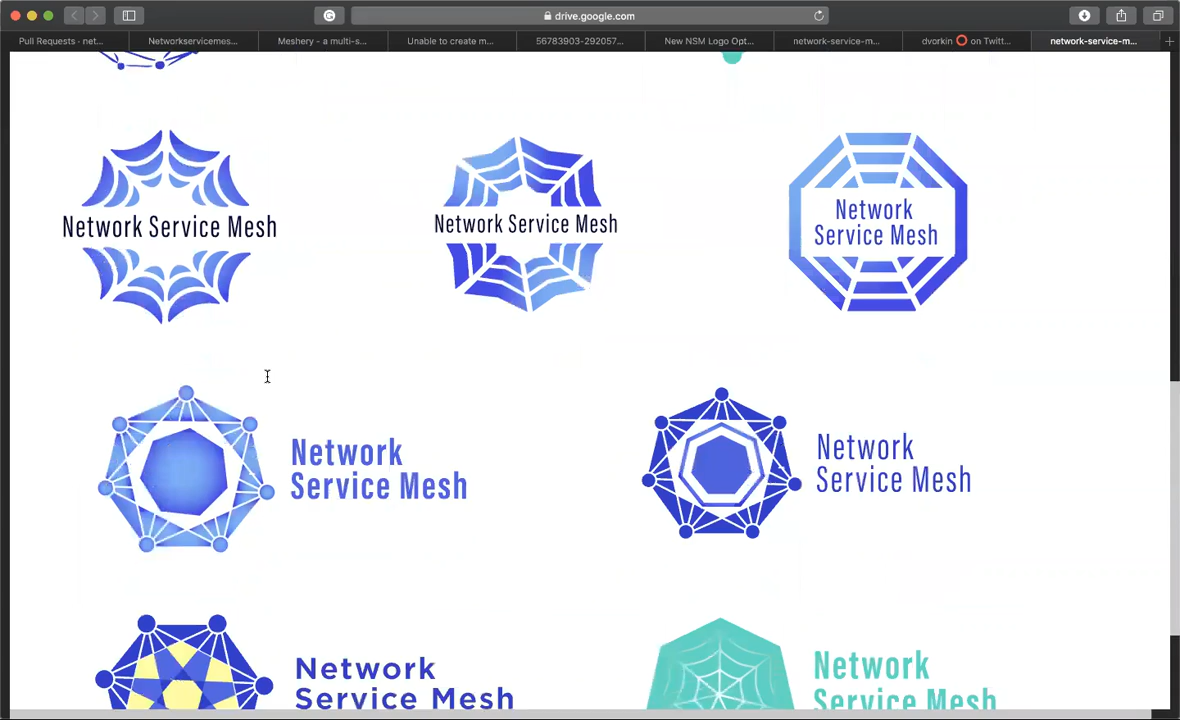 drive.google.com
Pull Requests - net...
Networkservicemes...
Meshery - a multi-s...
Unable to create m...
56783903-292057...
New NSM Logo Opt...
network-service-m...
dvorkin ⭕ on Twitt...
network-service-m...
Network Service Mesh
Network Service Mesh
Network
Service Mesh
Network
Service Mesh
Network
Service Mesh
Network
Service Mesh
Network
Service Mesh